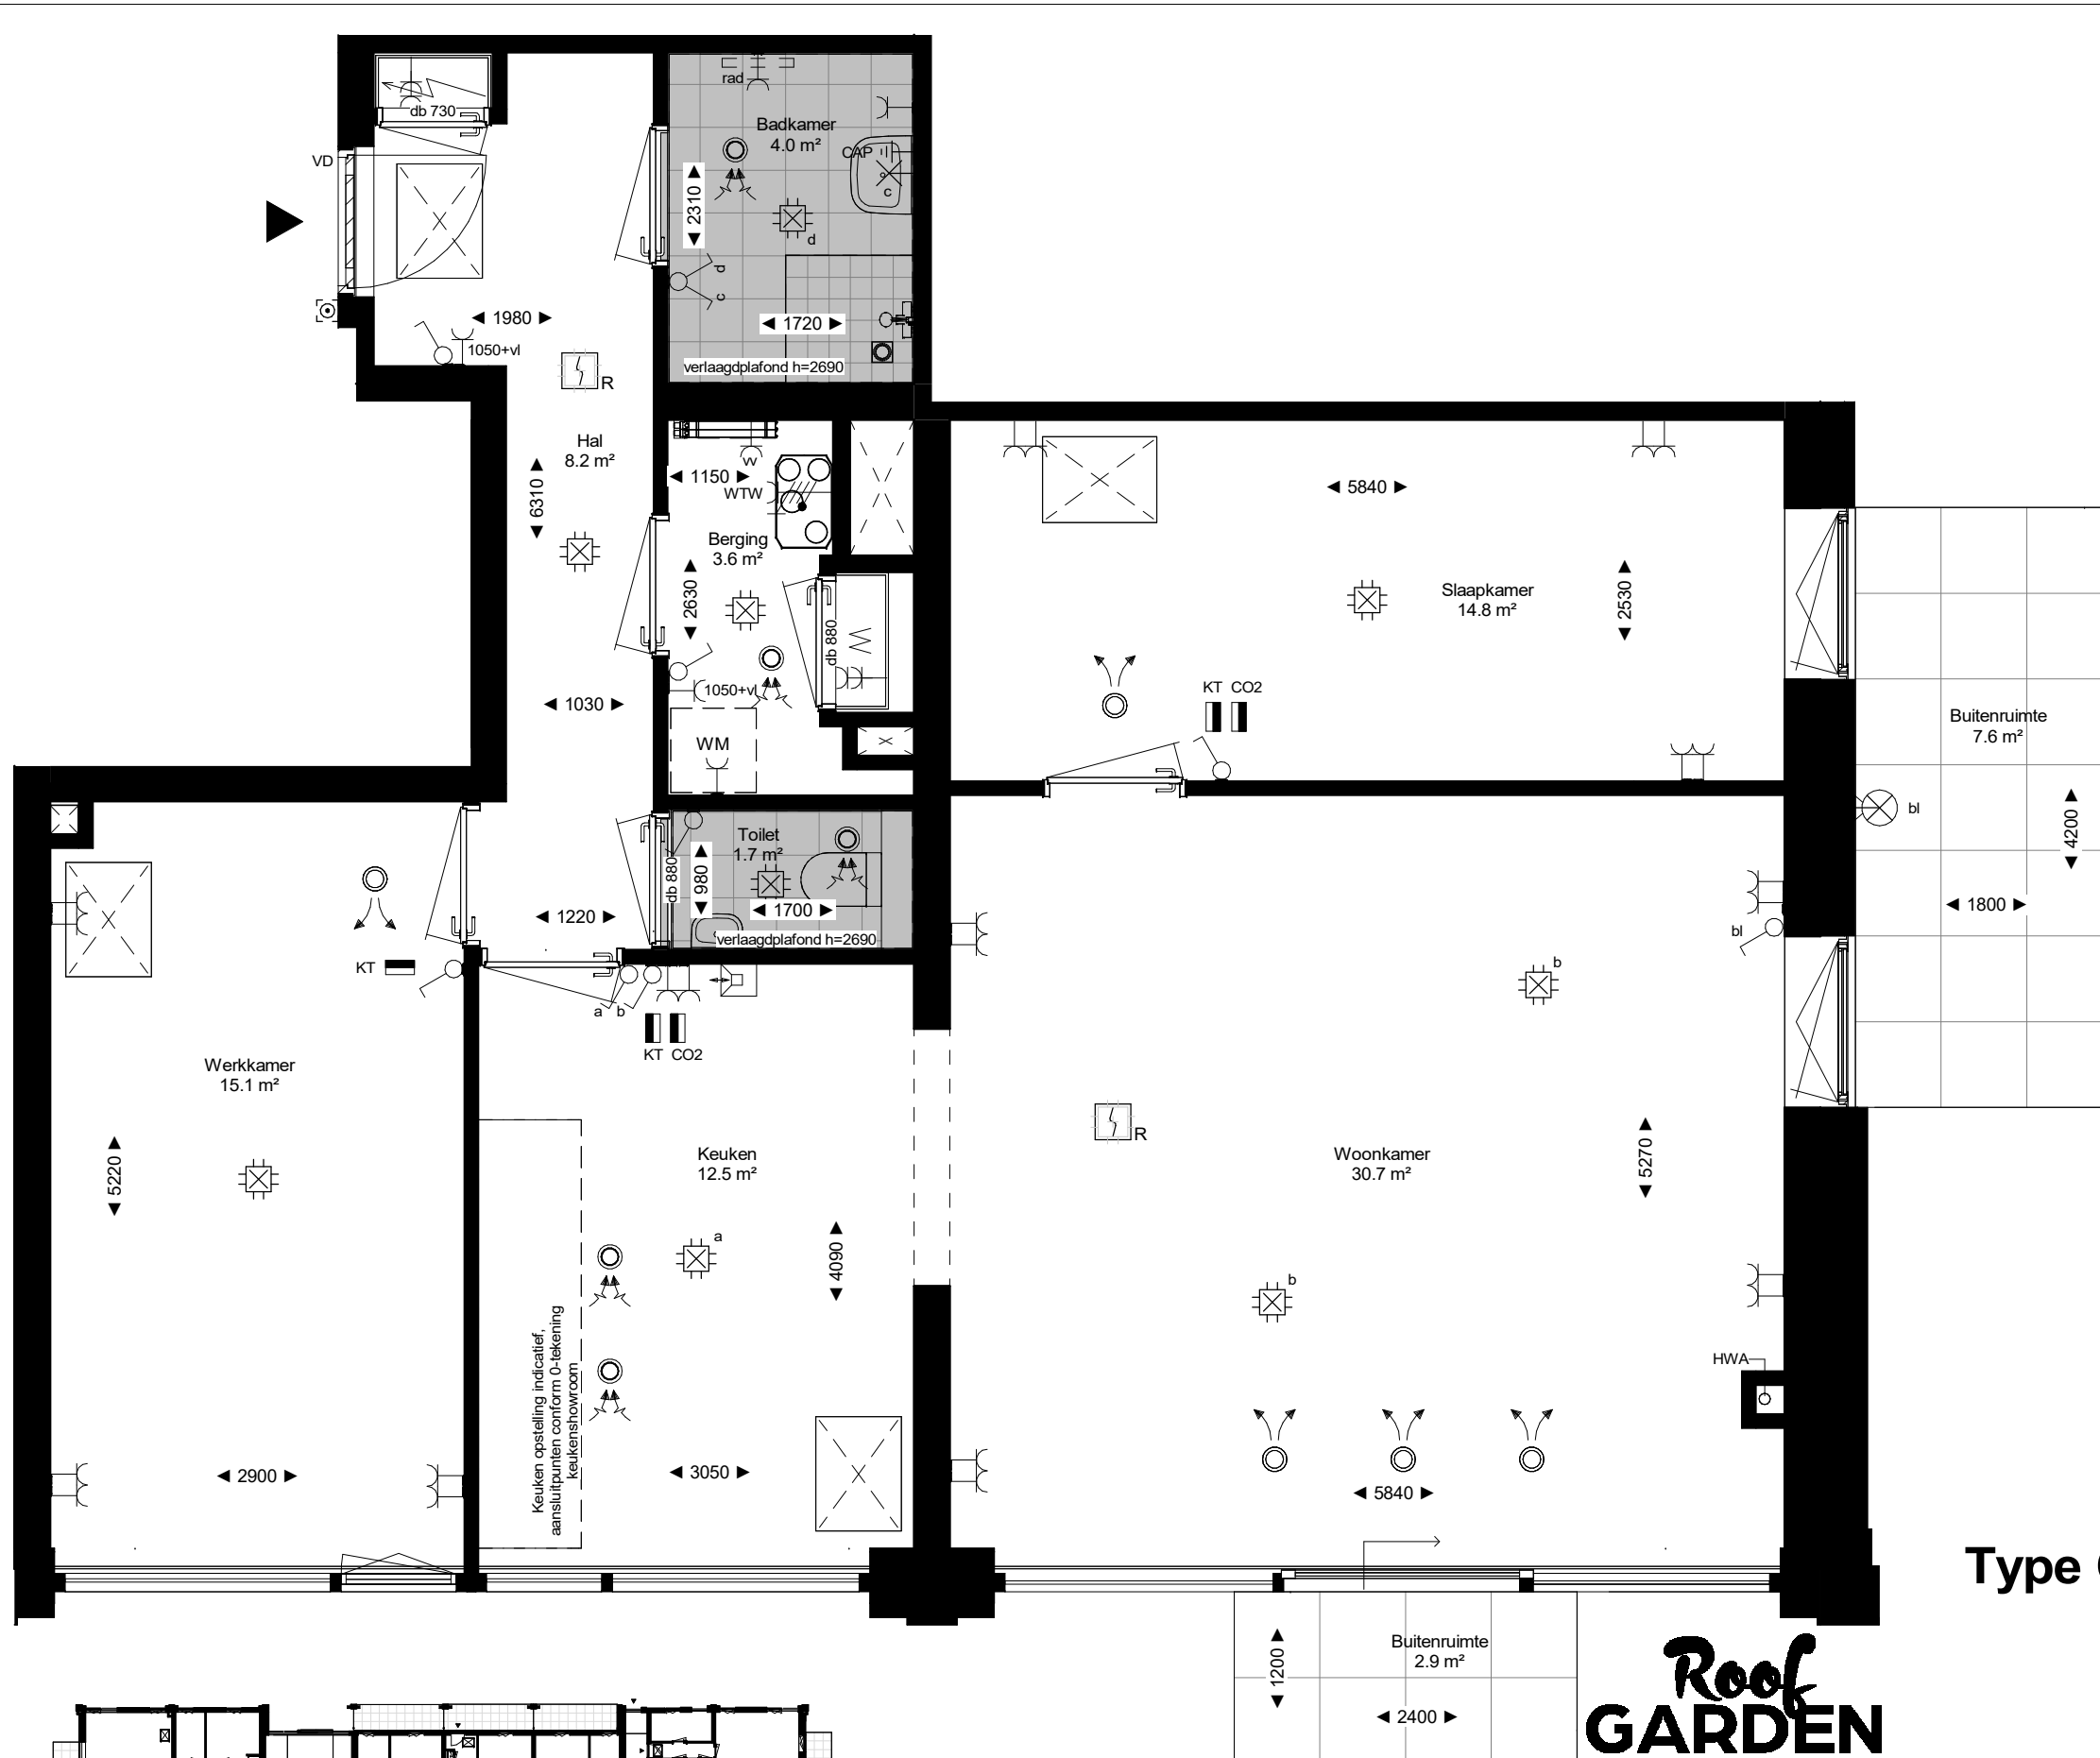 rad
Badkamer
4.0 m²
db 730
VD
CAP
c
2310
d
d
c
1980
1050+vl
1720
R
verlaagdplafond h=2690
Hal
8.2 m²
6310
1150
WTW
Berging
3.6 m²
2630
db 880
W
1050+vl
1030
WM
5840
Slaapkamer
14.8 m²
2530
KT CO2
Buitenruimte
7.6 m²
4200
1800
bl
bl
Toilet
1.7 m²
db 880
980
1700
1220
verlaagdplafond h=2690
KT
a b
KT CO2
b
Werkkamer
15.1 m²
5220
2900
Keuken
12.5 m²
a
4090
3050
Keuken opstelling indicatief,
aansluitpunten conform 0-tekening
keukenshowroom
R
Woonkamer
30.7 m²
5270
b
HWA
5840
Type
Buitenruimte
2.9 m²
1200
2400
Roof
GARDEN